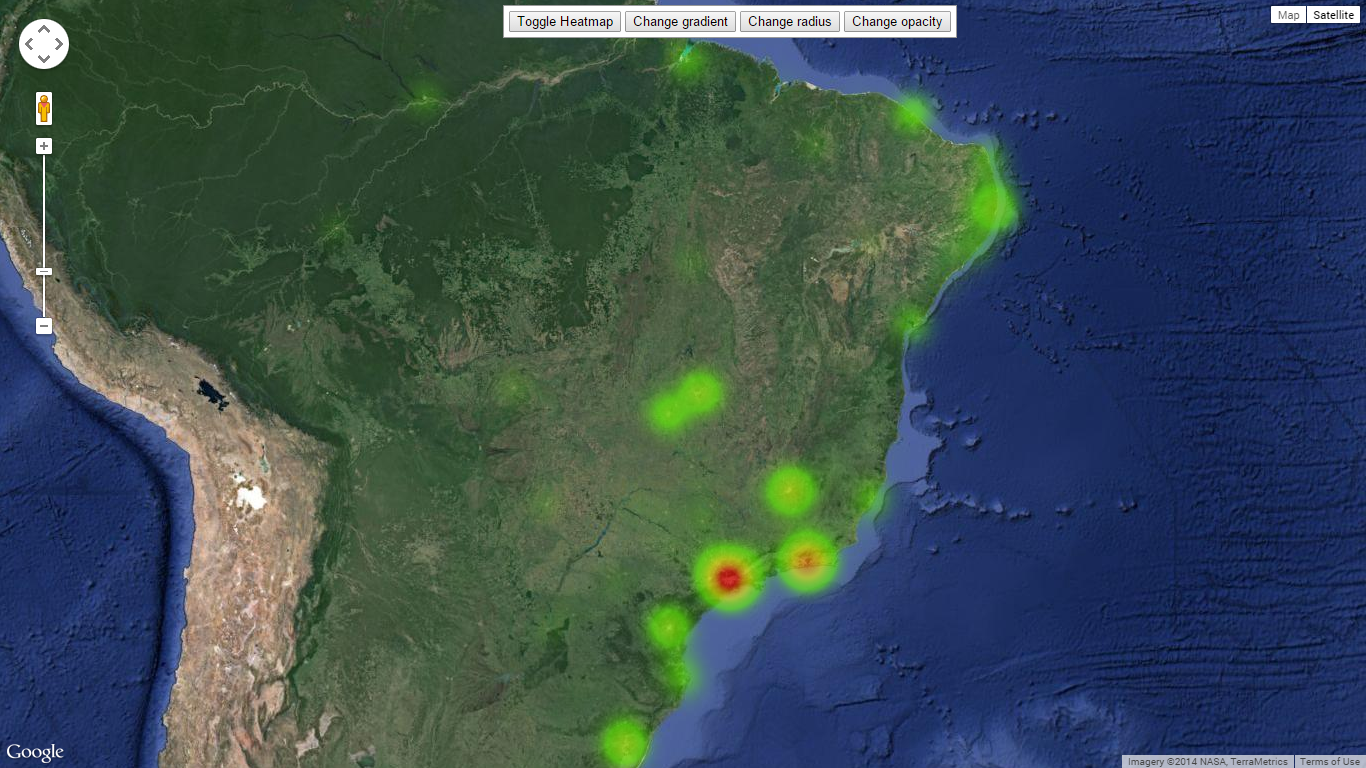 Toggle Heatmap Change gradient Change radius Change opacity
Map Satellite
Google
Imagery ©2014 NASA, TerraMetrics Terms of Use